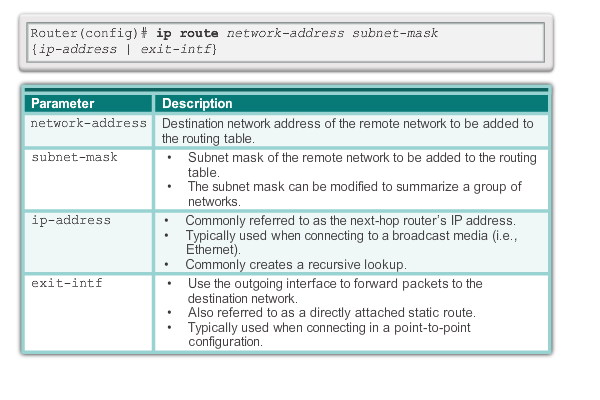 Router(config)# ip route network-address subnet-mask
{ip-address | exit-intf}
Parameter Description
network-address Destination network address of the remote network to be added to
the routing table.
subnet-mask • Subnet mask of the remote network to be added to the routing
table.
• The subnet mask can be modified to summarize a group of
networks.
ip-address • Commonly referred to as the next-hop router's IP address.
• Typically used when connecting to a broadcast media (i.e.,
Ethernet).
• Commonly creates a recursive lookup.
exit-intf • Use the outgoing interface to forward packets to the
destination network.
• Also referred to as a directly attached static route.
• Typically used when connecting in a point-to-point
configuration.